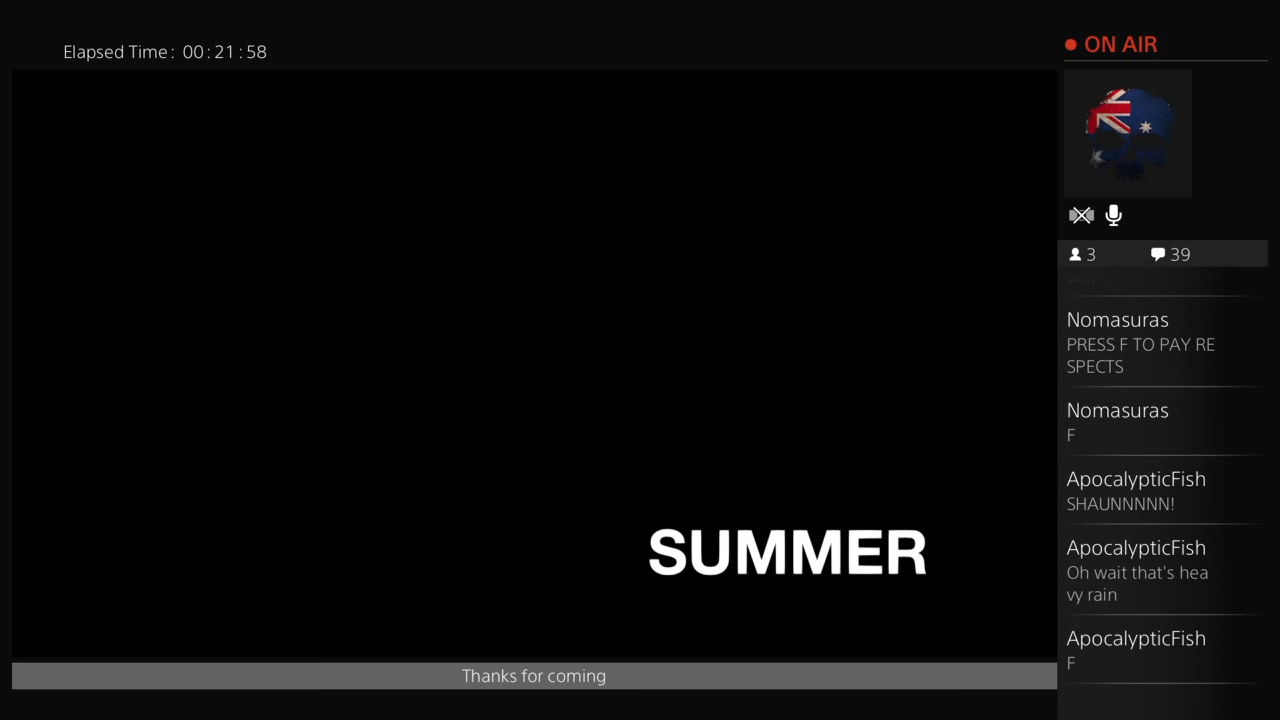 Elapsed Time: 00:21:58
ON AIR
3 39
Nomasuras
PRESS F TO PAY RE
SPECTS
Nomasuras
F
ApocalypticFish
SHAUNNNNN!
ApocalypticFish
Oh wait that's hea
vy rain
ApocalypticFish
F
SUMMER
Thanks for coming